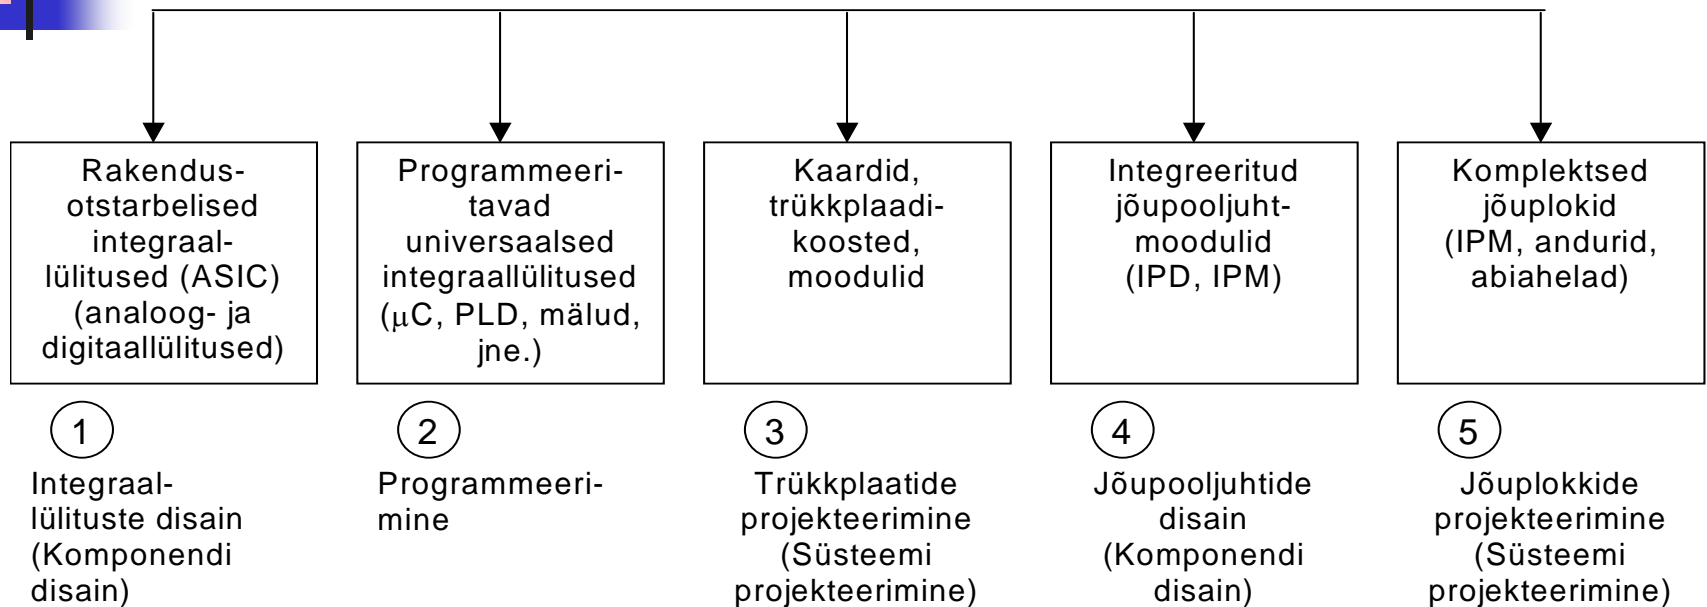 Rakendus-
otstarbelised
integraal-
lülitused (ASIC)
(analoog- ja
digitaallülitused)
Programmeeri-
tavad
universaalsed
integraallülitused
(μC, PLD, mälud,
jne.)
Kaardid,
trükkplaadi-
koosted,
moodulid
Integreeritud
jõupooljuht-
moodulid
(IPD, IPM)
Komplektsed
jõuplokid
(IPM, andurid,
abiahelad)
1
Integraal-
lülituste disain
(Komponendi
disain)
2
Programmeeri-
mine
3
Trükkplaatide
projekteerimine
(Süsteemi
projekteerimine)
4
Jõupooljuhtide
disain
(Komponendi
disain)
5
Jõuplokkide
projekteerimine
(Süsteemi
projekteerimine)